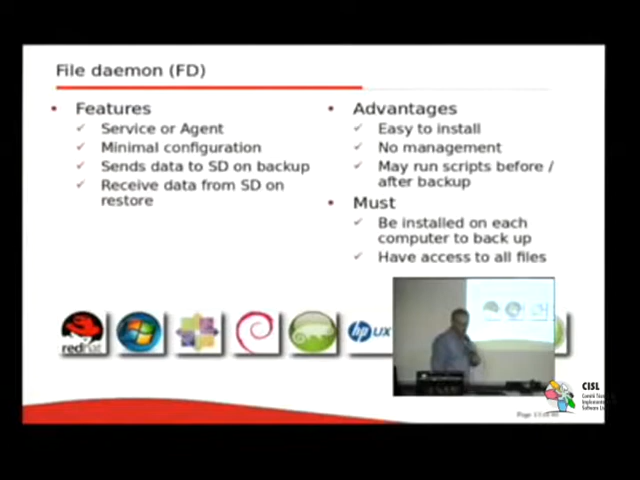 File daemon (FD)
Features
Service or Agent
Minimal configuration
Sends data to SD on backup
Receive data from SD on
restore
Advantages
Easy to install
No management
May run scripts before /
after backup
Must
Be installed on each
computer to back up
Have access to all files
redhat
hp UX
CISL
Page